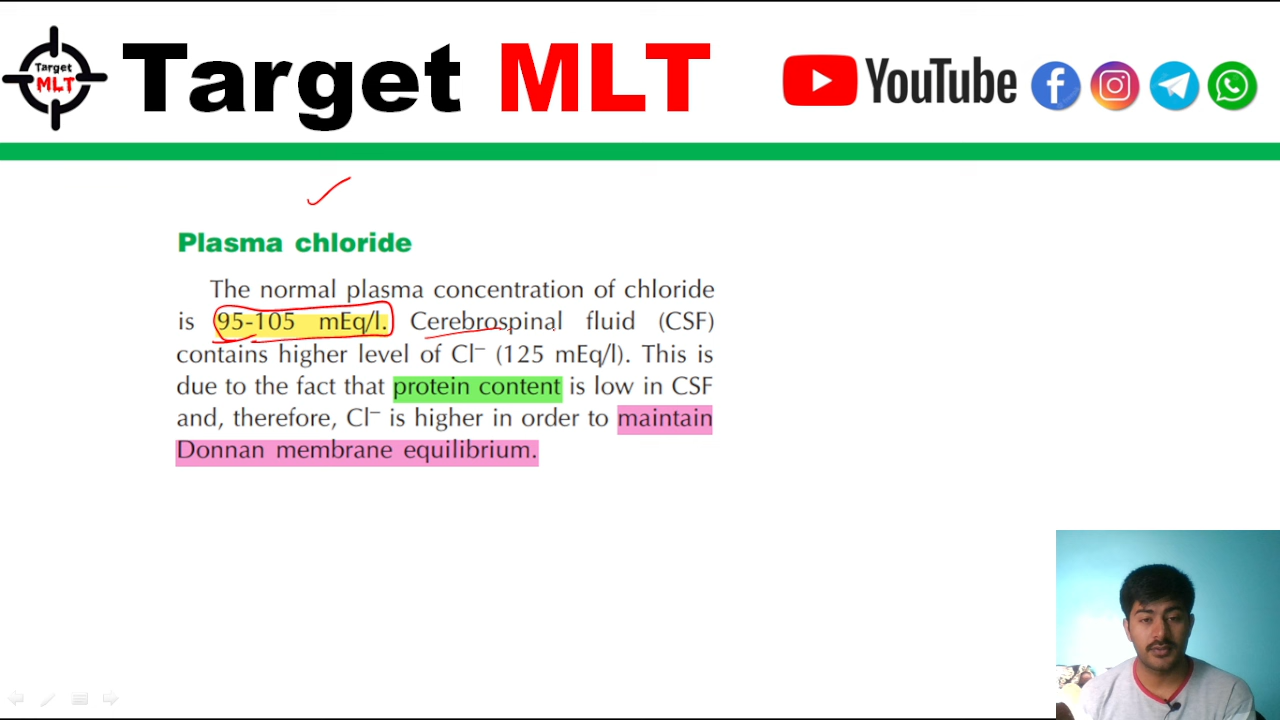 Target
MLT
Target MLT
YouTube
Plasma chloride
The normal plasma concentration of chloride
is 95-105 mEq/l. Cerebrospinal fluid (CSF)
contains higher level of Cl⁻ (125 mEq/l). This is
due to the fact that protein content is low in CSF
and, therefore, Cl⁻ is higher in order to maintain
Donnan membrane equilibrium.